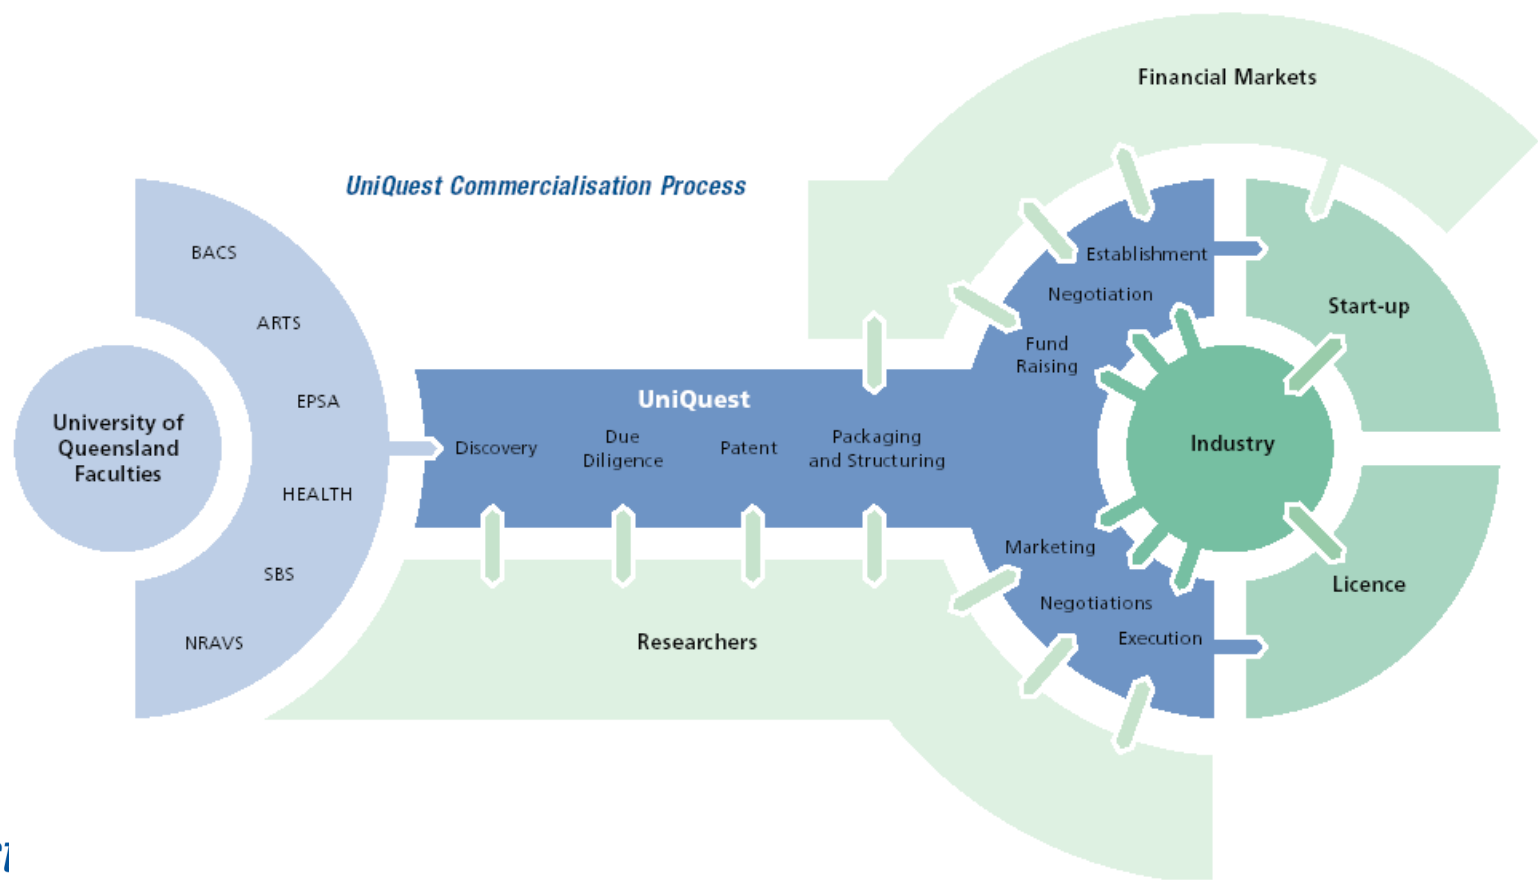 Financial Markets
UniQuest Commercialisation Process
BACS
ARTS
EPSA
HEALTH
SBS
NRAVS
University of
Queensland
Faculties
UniQuest
Discovery
Due
Diligence
Patent
Packaging
and Structuring
Establishment
Negotiation
Fund
Raising
Marketing
Negotiations
Execution
Industry
Start-up
Licence
Researchers